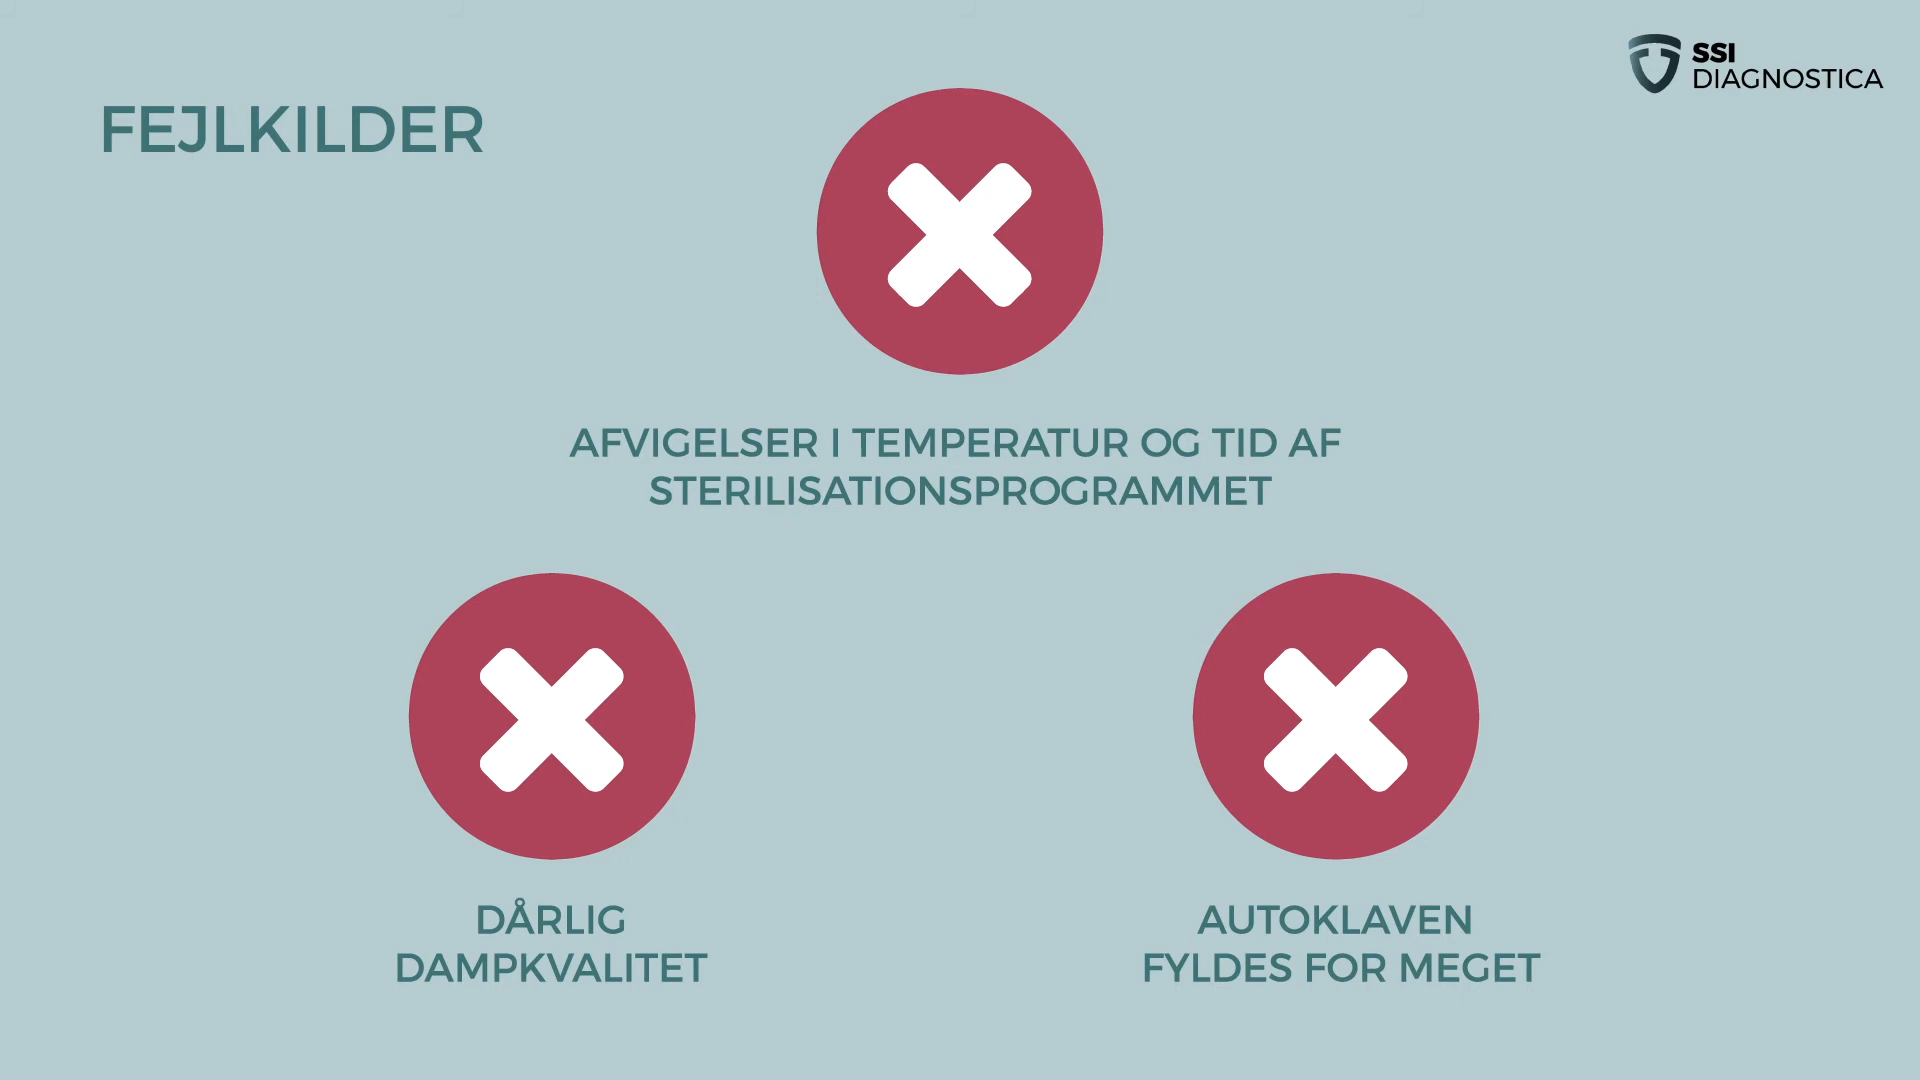 SSI
DIAGNOSTICA
FEJLKILDER
AFVIGELSER I TEMPERATUR OG TID AF
STERILISATIONSPROGRAMMET
DÅRLIG
DAMPKVALITET
AUTOKLAVEN
FYLDES FOR MEGET